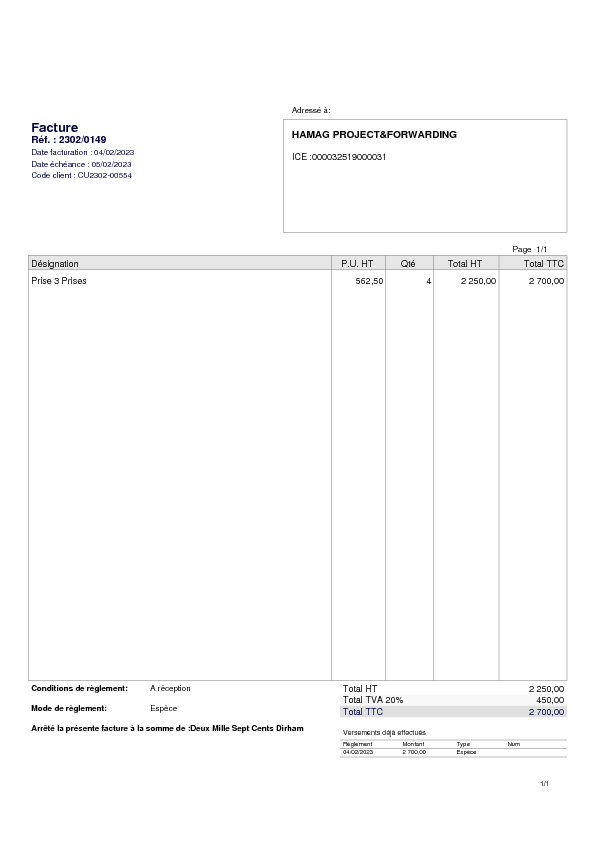 Adressé à:
Facture
Réf. : 2302/0149
Date facturation : 04/02/2023
Date échéance : 05/02/2023
Code client : CU2302-00554
HAMAG PROJECT&FORWARDING
ICE :000032519000031
Page 1/1
Désignation P.U. HT Qté Total HT Total TTC
Prise 3 Prises 562,50 4 2 250,00 2 700,00
Conditions de règlement: A réception
Mode de règlement: Espèce
Arrêté la présente facture à la somme de :Deux Mille Sept Cents Dirham
Total HT 2 250,00
Total TVA 20% 450,00
Total TTC 2 700,00
Versements déjà effectués
Règlement Montant Type Num
04/02/2023 2 700,00 Espèce
1/1